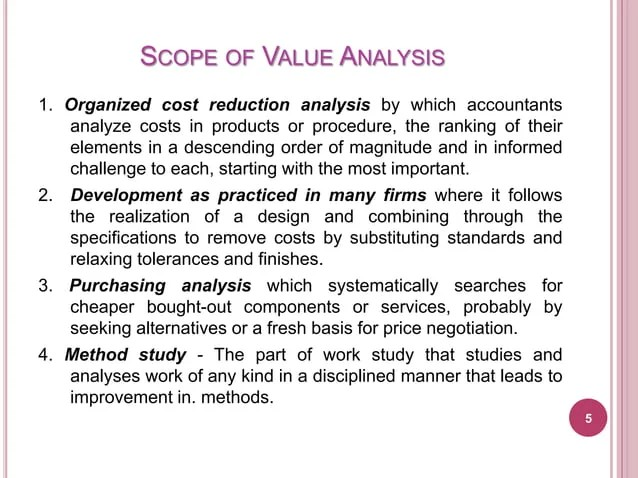 SCOPE OF VALUE ANALYSIS
1. Organized cost reduction analysis by which accountants
analyze costs in products or procedure, the ranking of their
elements in a descending order of magnitude and in informed
challenge to each, starting with the most important.
2. Development as practiced in many firms where it follows
the realization of a design and combining through the
specifications to remove costs by substituting standards and
relaxing tolerances and finishes.
3. Purchasing analysis which systematically searches for
cheaper bought-out components or services, probably by
seeking alternatives or a fresh basis for price negotiation.
4. Method study - The part of work study that studies and
analyses work of any kind in a disciplined manner that leads to
improvement in. methods.
5